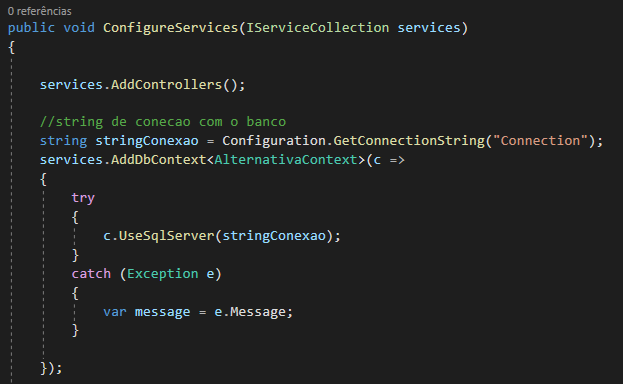 0 referências
public void ConfigureServices(IServiceCollection services)
{
services.AddControllers();
//string de conecao com o banco
string stringConexao = Configuration.GetConnectionString("Connection");
services.AddDbContext<AlternativaContext>(c =>
{
try
{
c.UseSqlServer(stringConexao);
}
catch (Exception e)
{
var message = e.Message;
}
});